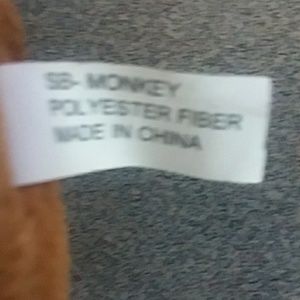 SB- MONKEY
POLYESTER FIBER
MADE IN CHINA